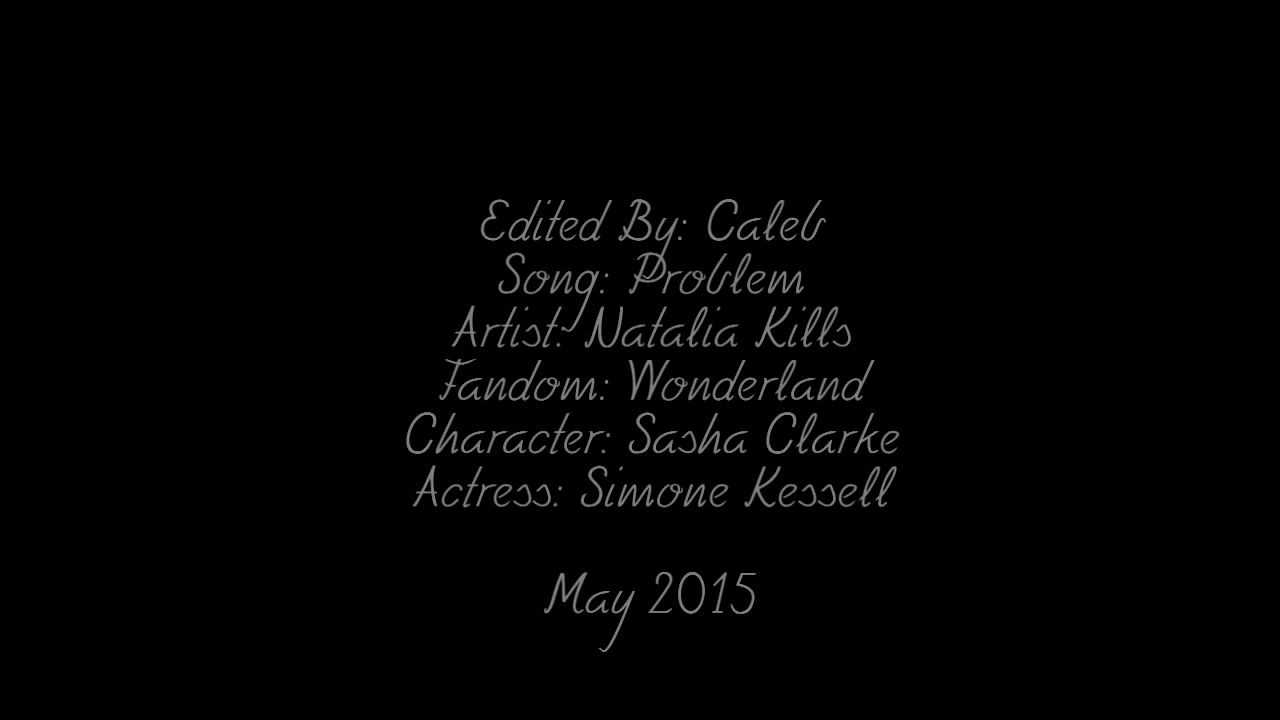 Edited By: Caleb
Song: Problem
Artist: Natalia Kills
Fandom: Wonderland
Character: Sasha Clarke
Actress: Simone Kessell
May 2015